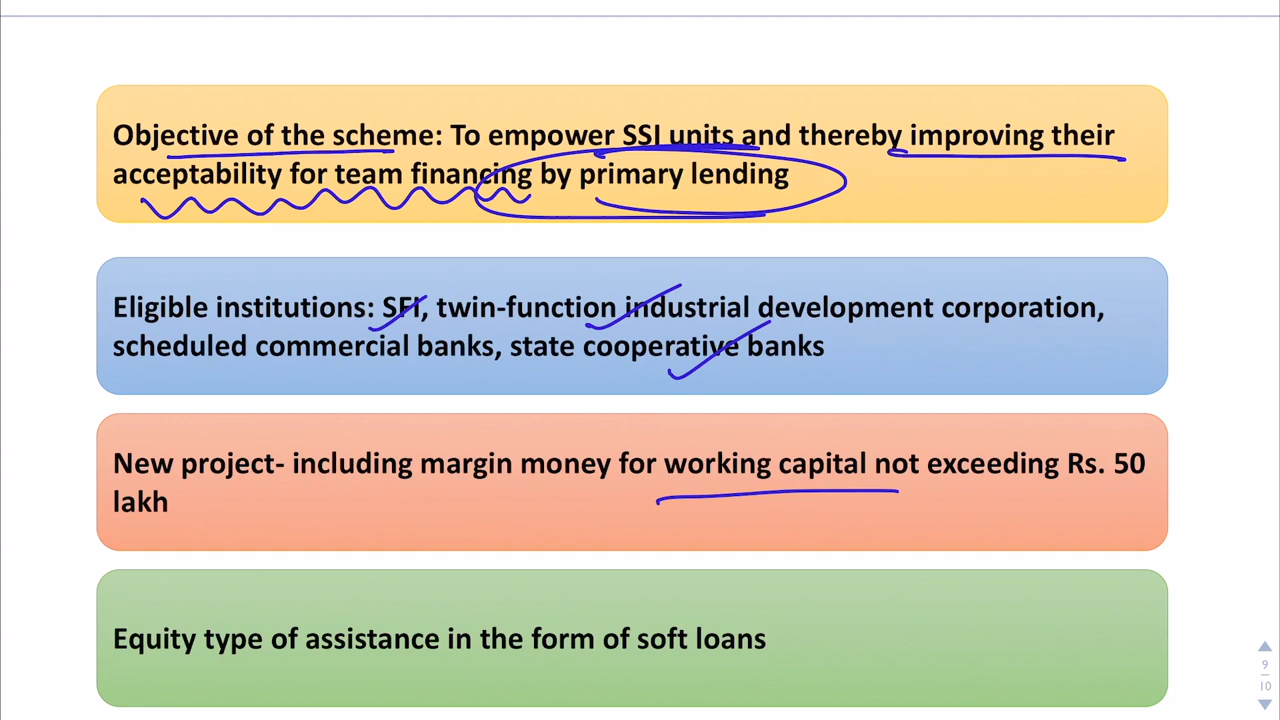 Objective of the scheme: To empower SSI units and thereby improving their
acceptability for team financing by primary lending
Eligible institutions: SFI, twin-function industrial development corporation,
scheduled commercial banks, state cooperative banks
New project- including margin money for working capital not exceeding Rs. 50
lakh
Equity type of assistance in the form of soft loans
9
10